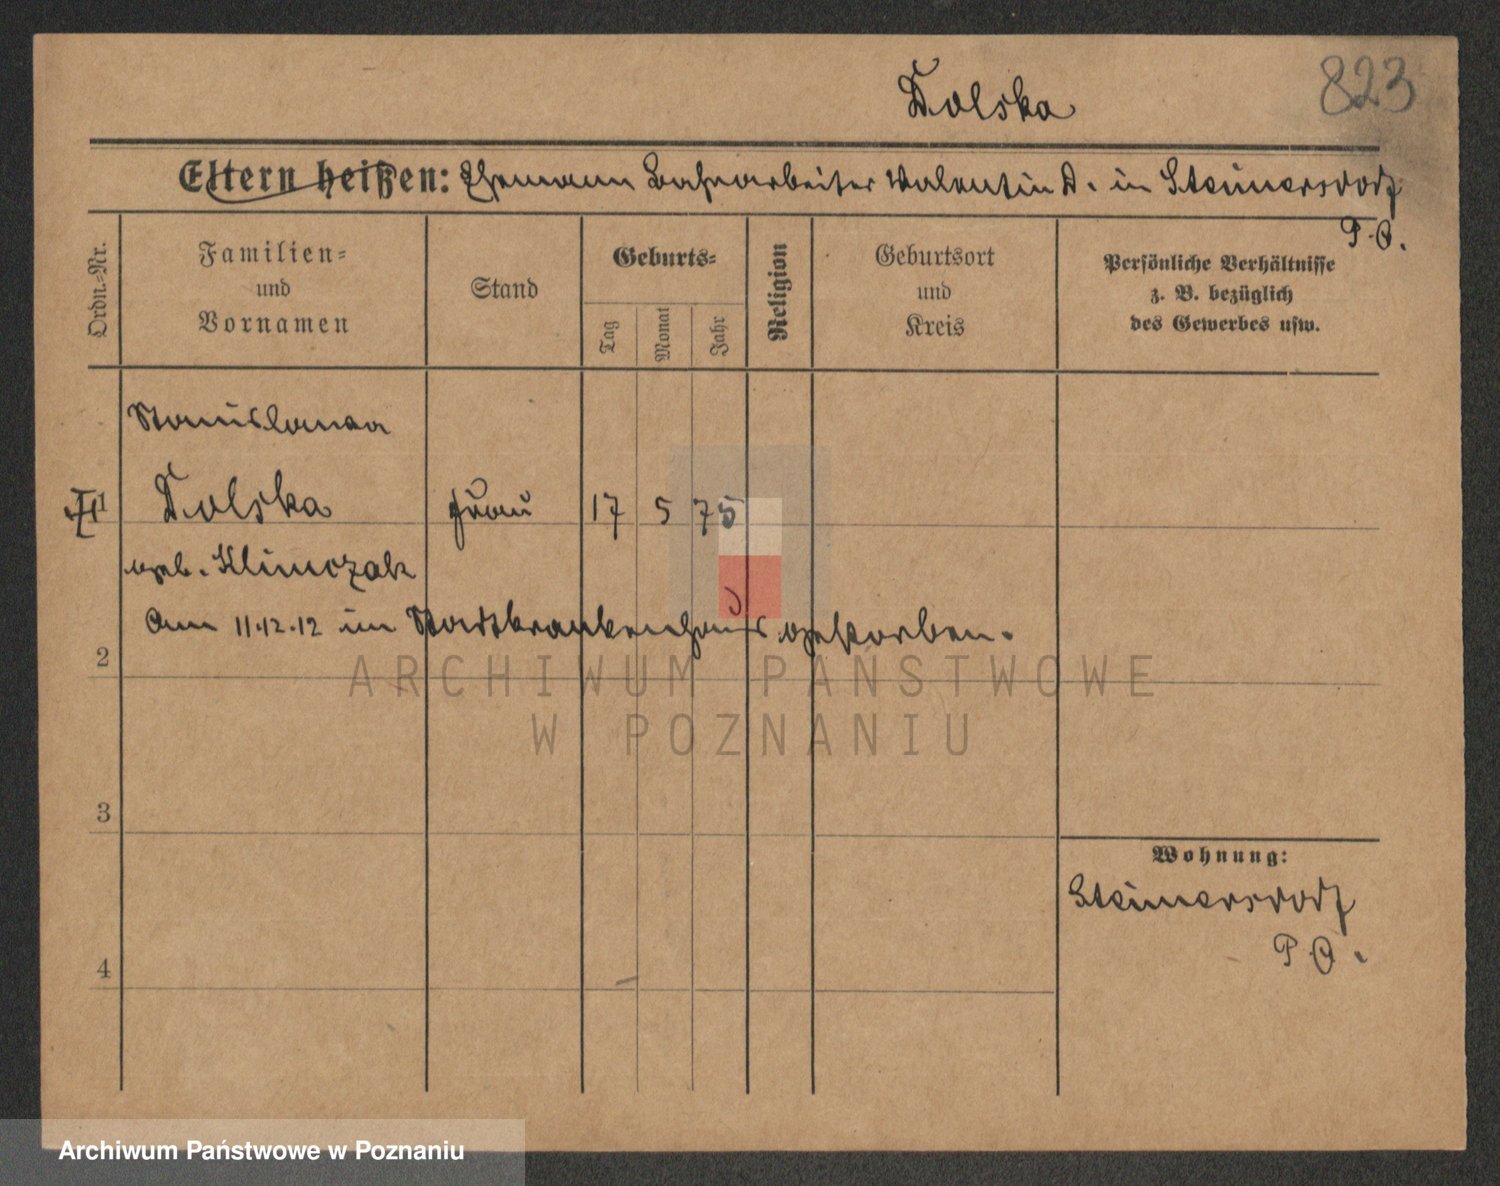 Dolska
823
Eltern heißen: Ehemann Bahnarbeiter Valentin D. in Steinersdorf
P. O.
Ordn.-Nr.
Familien-
und
Vornamen
Stand
Geburts-
Tag
Monat
Jahr
Religion
Geburtsort
und
Kreis
Persönliche Verhältnisse
z. B. bezüglich
des Gewerbes usw.
Stanislawa
1 Dolska Frau 17 5 75
geb. Klimczak
Am 11.12.12 im Stadtkrankenhaus gestorben.
2
ARCHIWUM PAŃSTWOWE
W POZNANIU
3
Wohnung:
Steinersdorf
P. O.
4
Archiwum Państwowe w Poznaniu